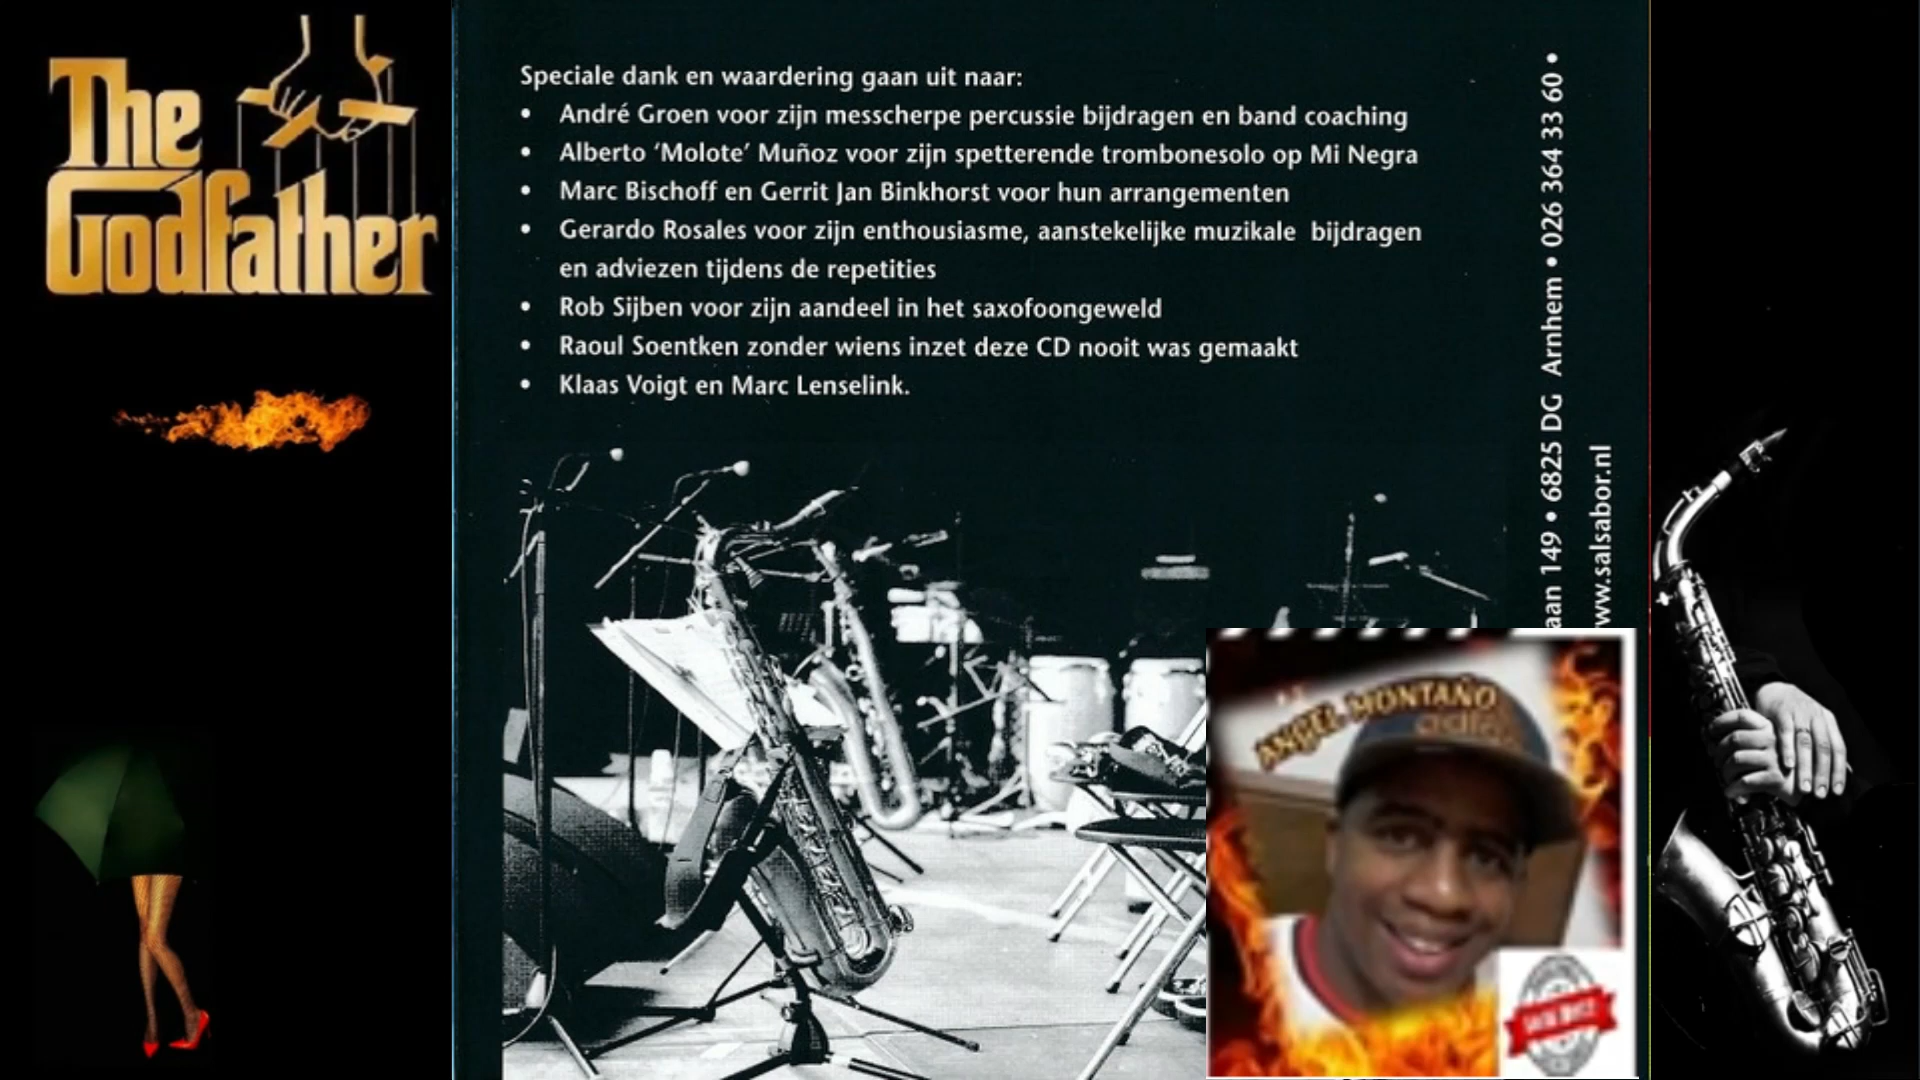 The
Godfather
Speciale dank en waardering gaan uit naar:
• André Groen voor zijn messcherpe percussie bijdragen en band coaching
• Alberto ‘Molote’ Muñoz voor zijn spetterende trombonesolo op Mi Negra
• Marc Bischoff en Gerrit Jan Binkhorst voor hun arrangementen
• Gerardo Rosales voor zijn enthousiasme, aanstekelijke muzikale bijdragen
en adviezen tijdens de repetities
• Rob Sijben voor zijn aandeel in het saxofoongeweld
• Raoul Soentken zonder wiens inzet deze CD nooit was gemaakt
• Klaas Voigt en Marc Lenselink.
aan 149 • 6825 DG Arnhem • 026 364 33 60 •
ww.salsabor.nl
ANGEL MONTAÑO